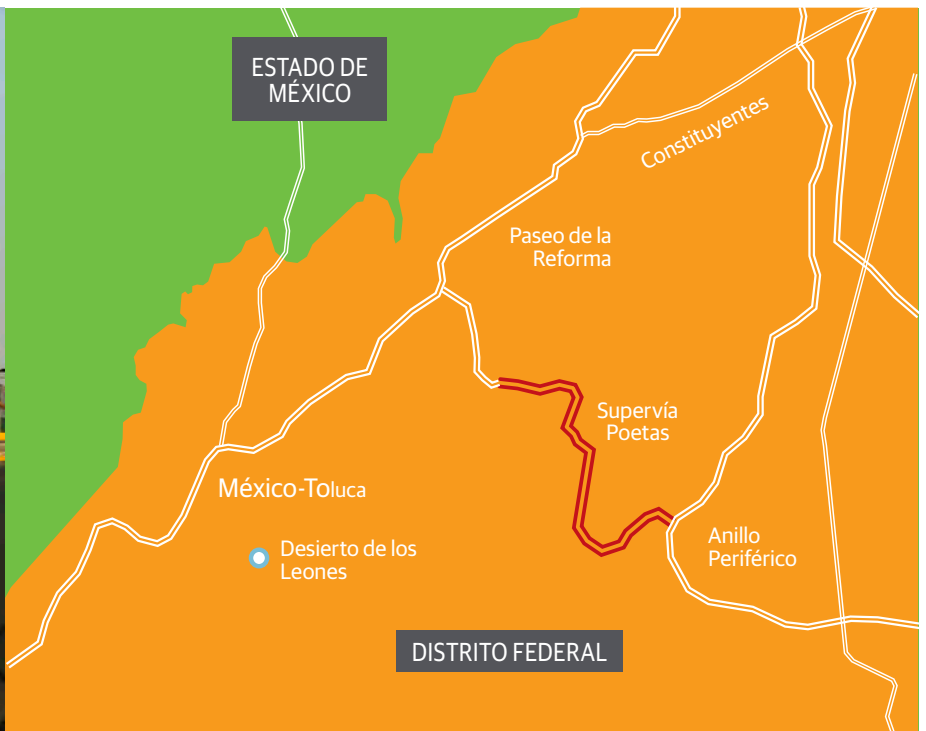 ESTADO DE
MÉXICO
Constituyentes
Paseo de la
Reforma
Supervía
Poetas
México-Toluca
Desierto de los
Leones
Anillo
Periférico
DISTRITO FEDERAL